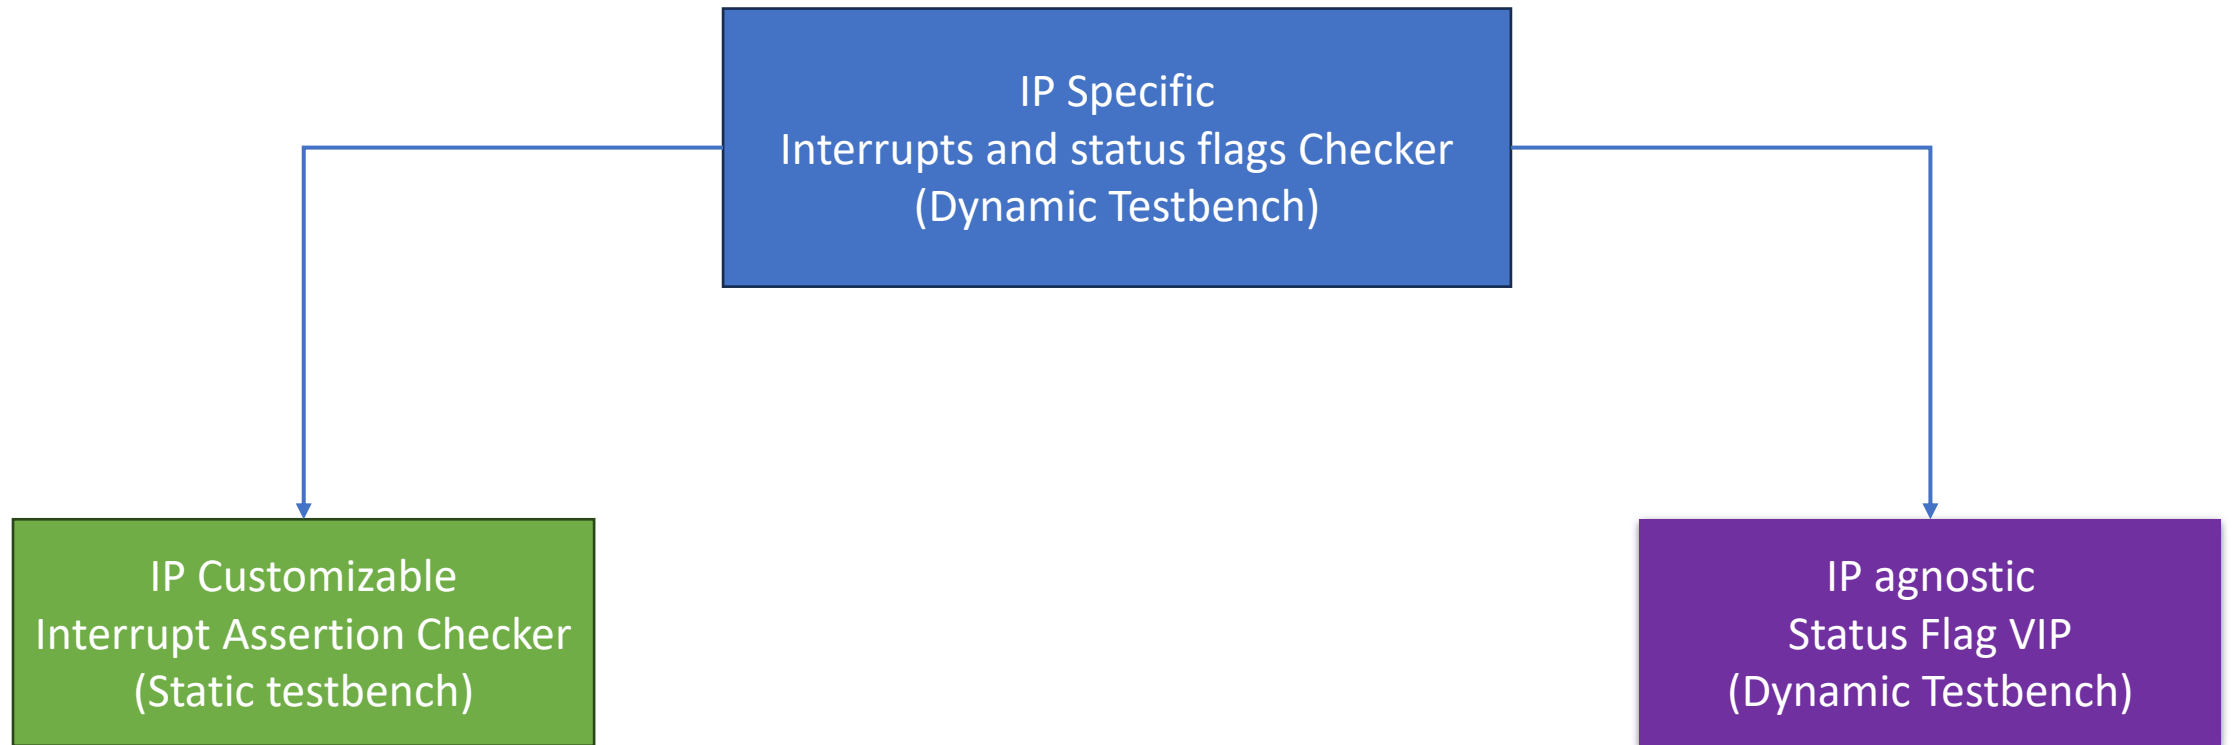 IP Specific
Interrupts and status flags Checker
(Dynamic Testbench)
IP Customizable
Interrupt Assertion Checker
(Static testbench)
IP agnostic
Status Flag VIP
(Dynamic Testbench)